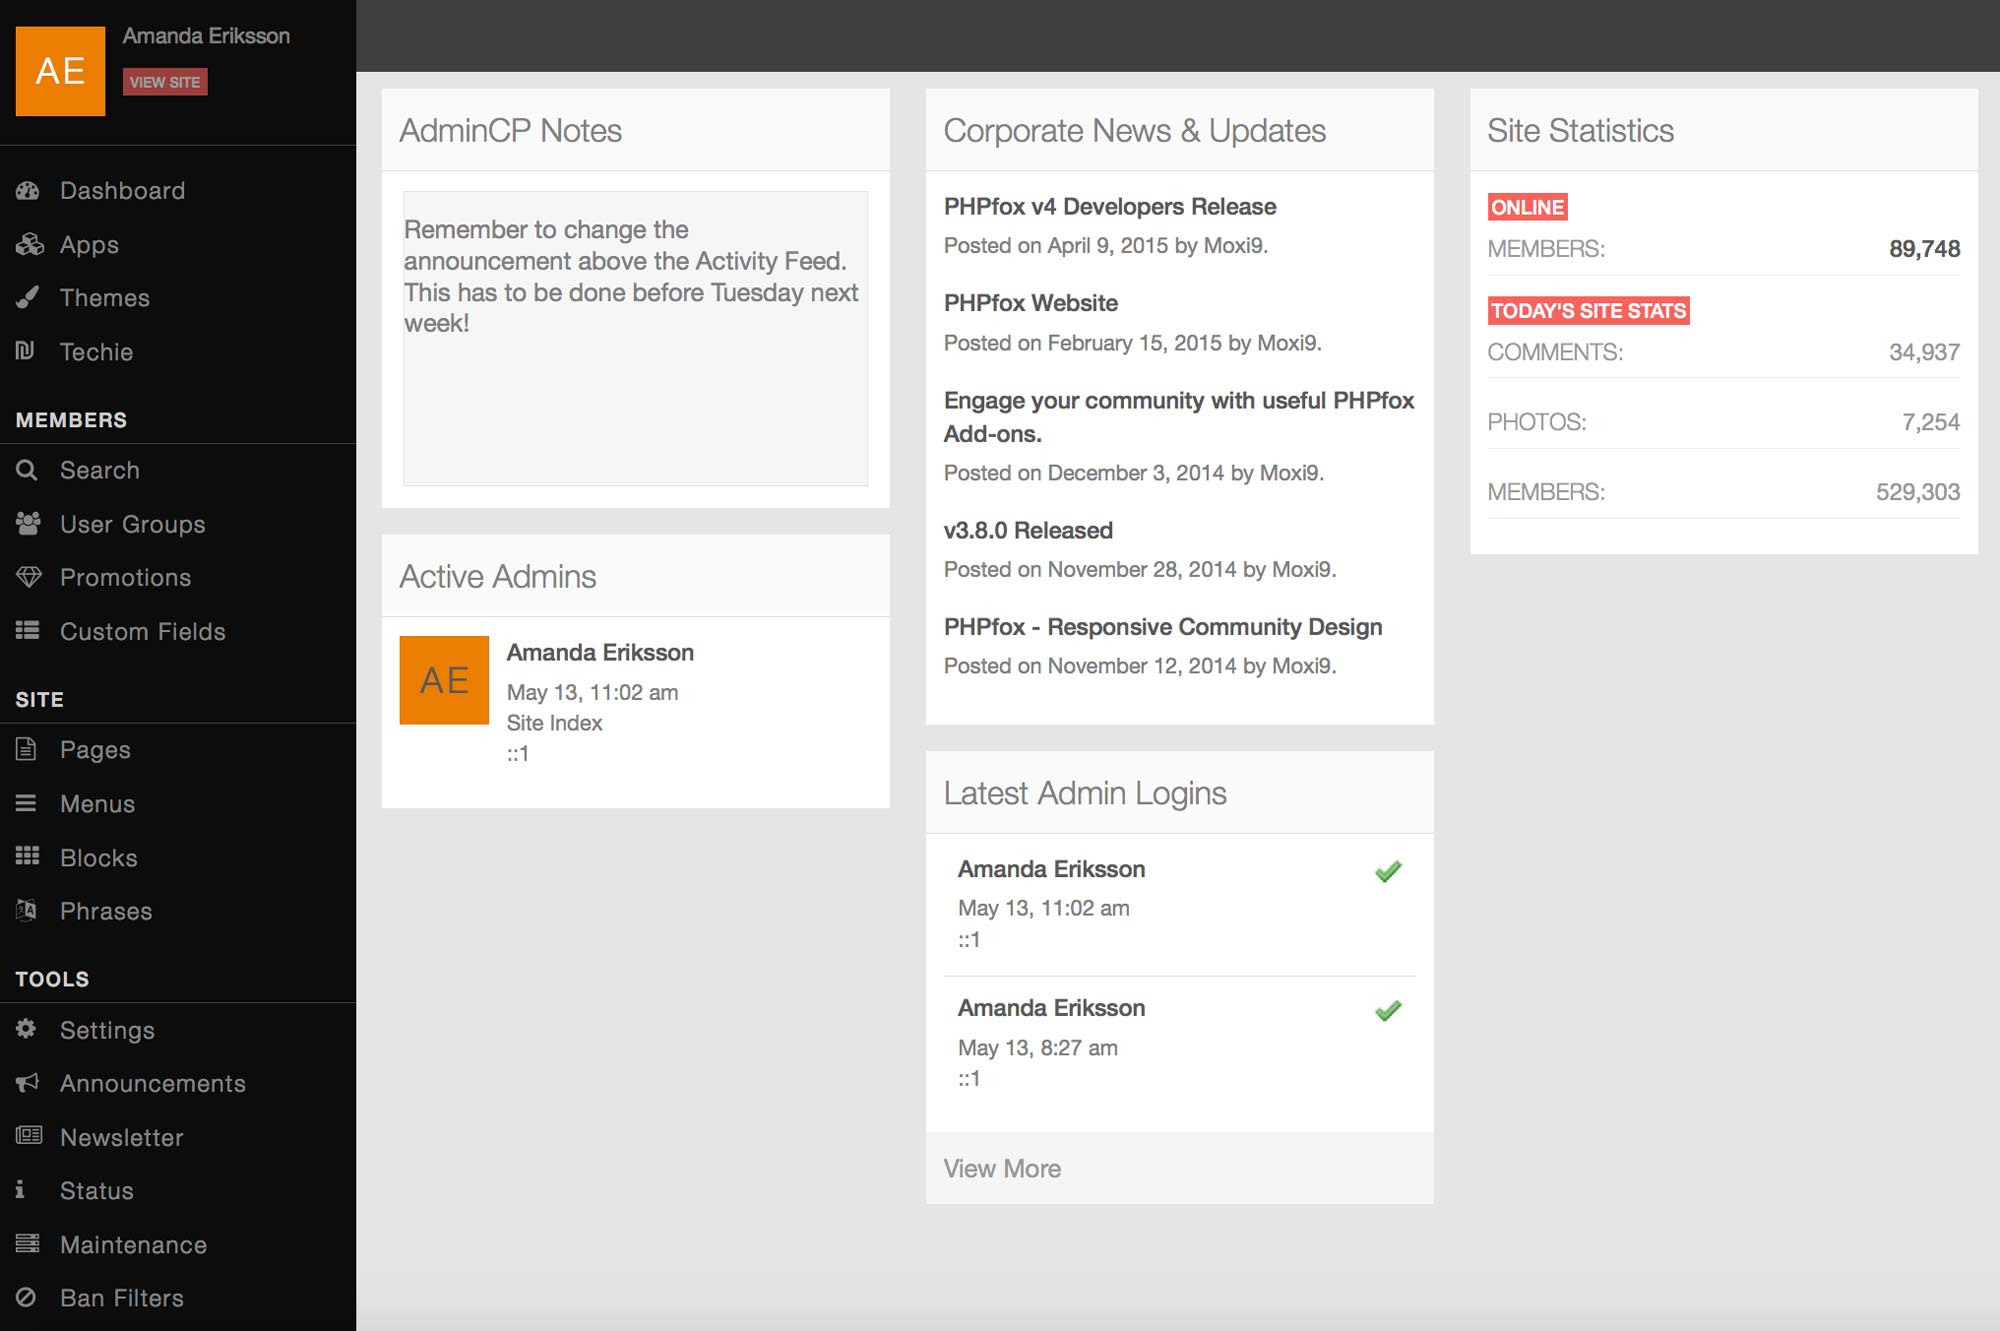 AE
Amanda Eriksson
VIEW SITE
Dashboard
Apps
Themes
Techie
MEMBERS
Search
User Groups
Promotions
Custom Fields
SITE
Pages
Menus
Blocks
Phrases
TOOLS
Settings
Announcements
Newsletter
Status
Maintenance
Ban Filters
AdminCP Notes
Remember to change the
announcement above the Activity Feed.
This has to be done before Tuesday next
week!
Active Admins
AE
Amanda Eriksson
May 13, 11:02 am
Site Index
::1
Corporate News & Updates
PHPfox v4 Developers Release
Posted on April 9, 2015 by Moxi9.
PHPfox Website
Posted on February 15, 2015 by Moxi9.
Engage your community with useful PHPfox
Add-ons.
Posted on December 3, 2014 by Moxi9.
v3.8.0 Released
Posted on November 28, 2014 by Moxi9.
PHPfox - Responsive Community Design
Posted on November 12, 2014 by Moxi9.
Latest Admin Logins
Amanda Eriksson
May 13, 11:02 am
::1
Amanda Eriksson
May 13, 8:27 am
::1
View More
Site Statistics
ONLINE
MEMBERS: 89,748
TODAY'S SITE STATS
COMMENTS: 34,937
PHOTOS: 7,254
MEMBERS: 529,303